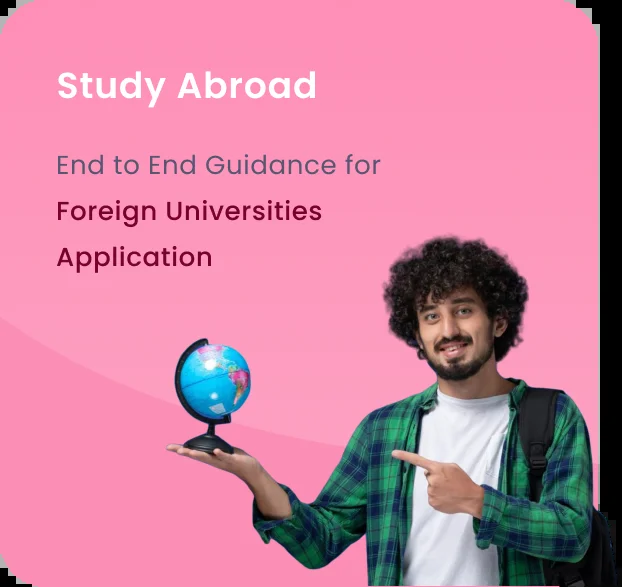 Study Abroad
End to End Guidance for
Foreign Universities
Application